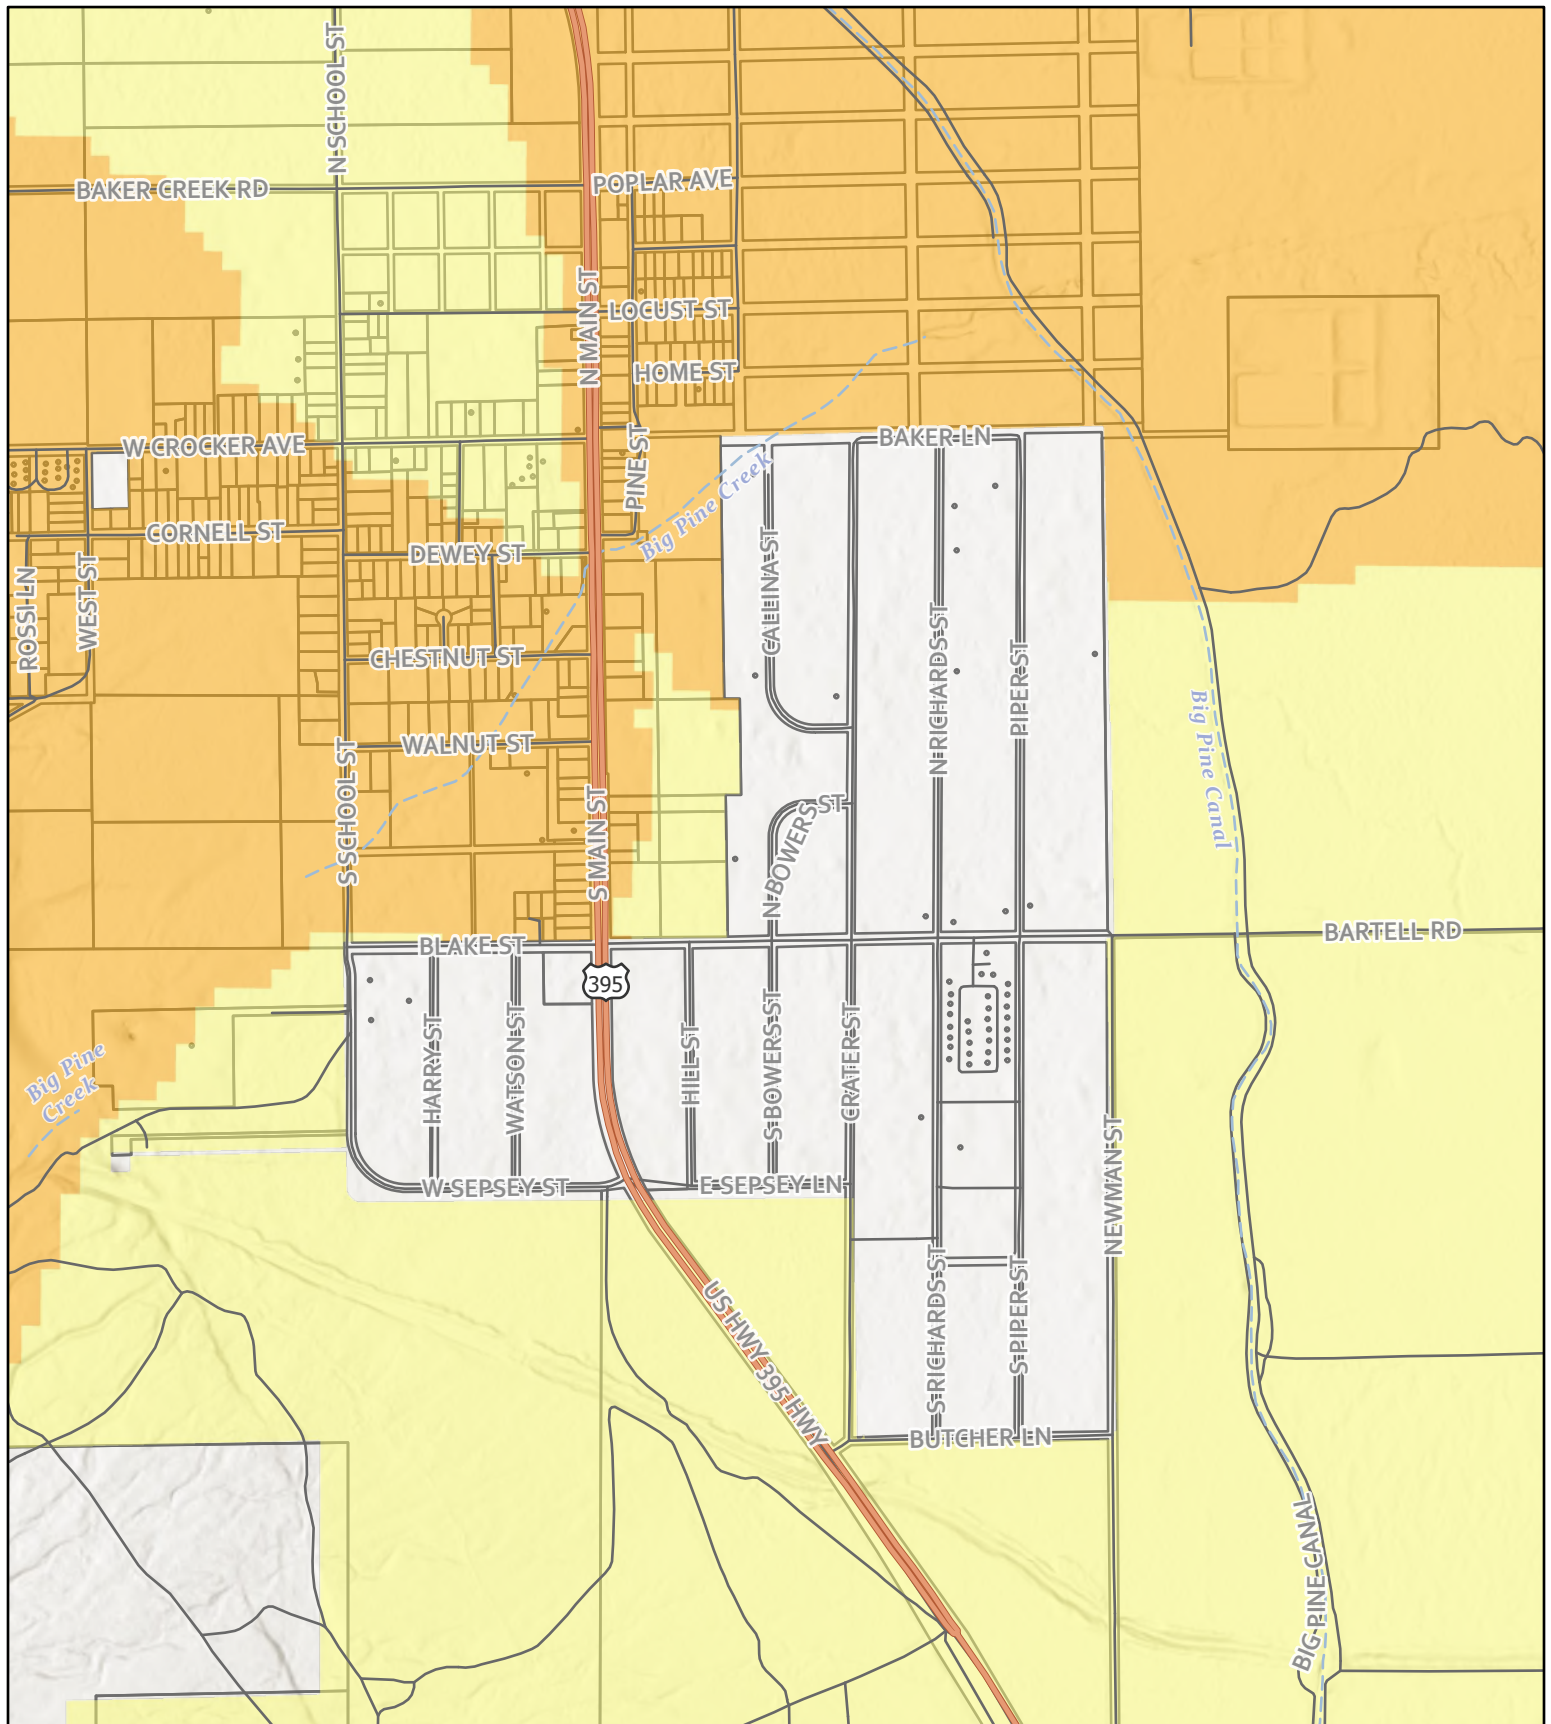 N SCHOOL ST
BAKER CREEK RD
POPLAR AVE
N MAIN ST
LOCUST ST
HOME ST
W CROCKER AVE
PINE ST
BAKER LN
Big Pine Creek
CORNELL ST
DEWEY ST
CALLINA ST
ROSSI LN
WEST ST
CHESTNUT ST
N RICHARDS ST
PIPER ST
WALNUT ST
Big Pine Canal
S SCHOOL ST
S MAIN ST
N BOWERS ST
BLAKE ST
BARTELL RD
395
HARRY ST
WATSON ST
HILL ST
S BOWERS ST
CRATER ST
Big Pine
Creek
NEWMAN ST
W SEPSEY ST
E SEPSEY LN
S RICHARDS ST
S PIPER ST
US HWY 395 HWY
BUTCHER LN
BIG PINE CANAL